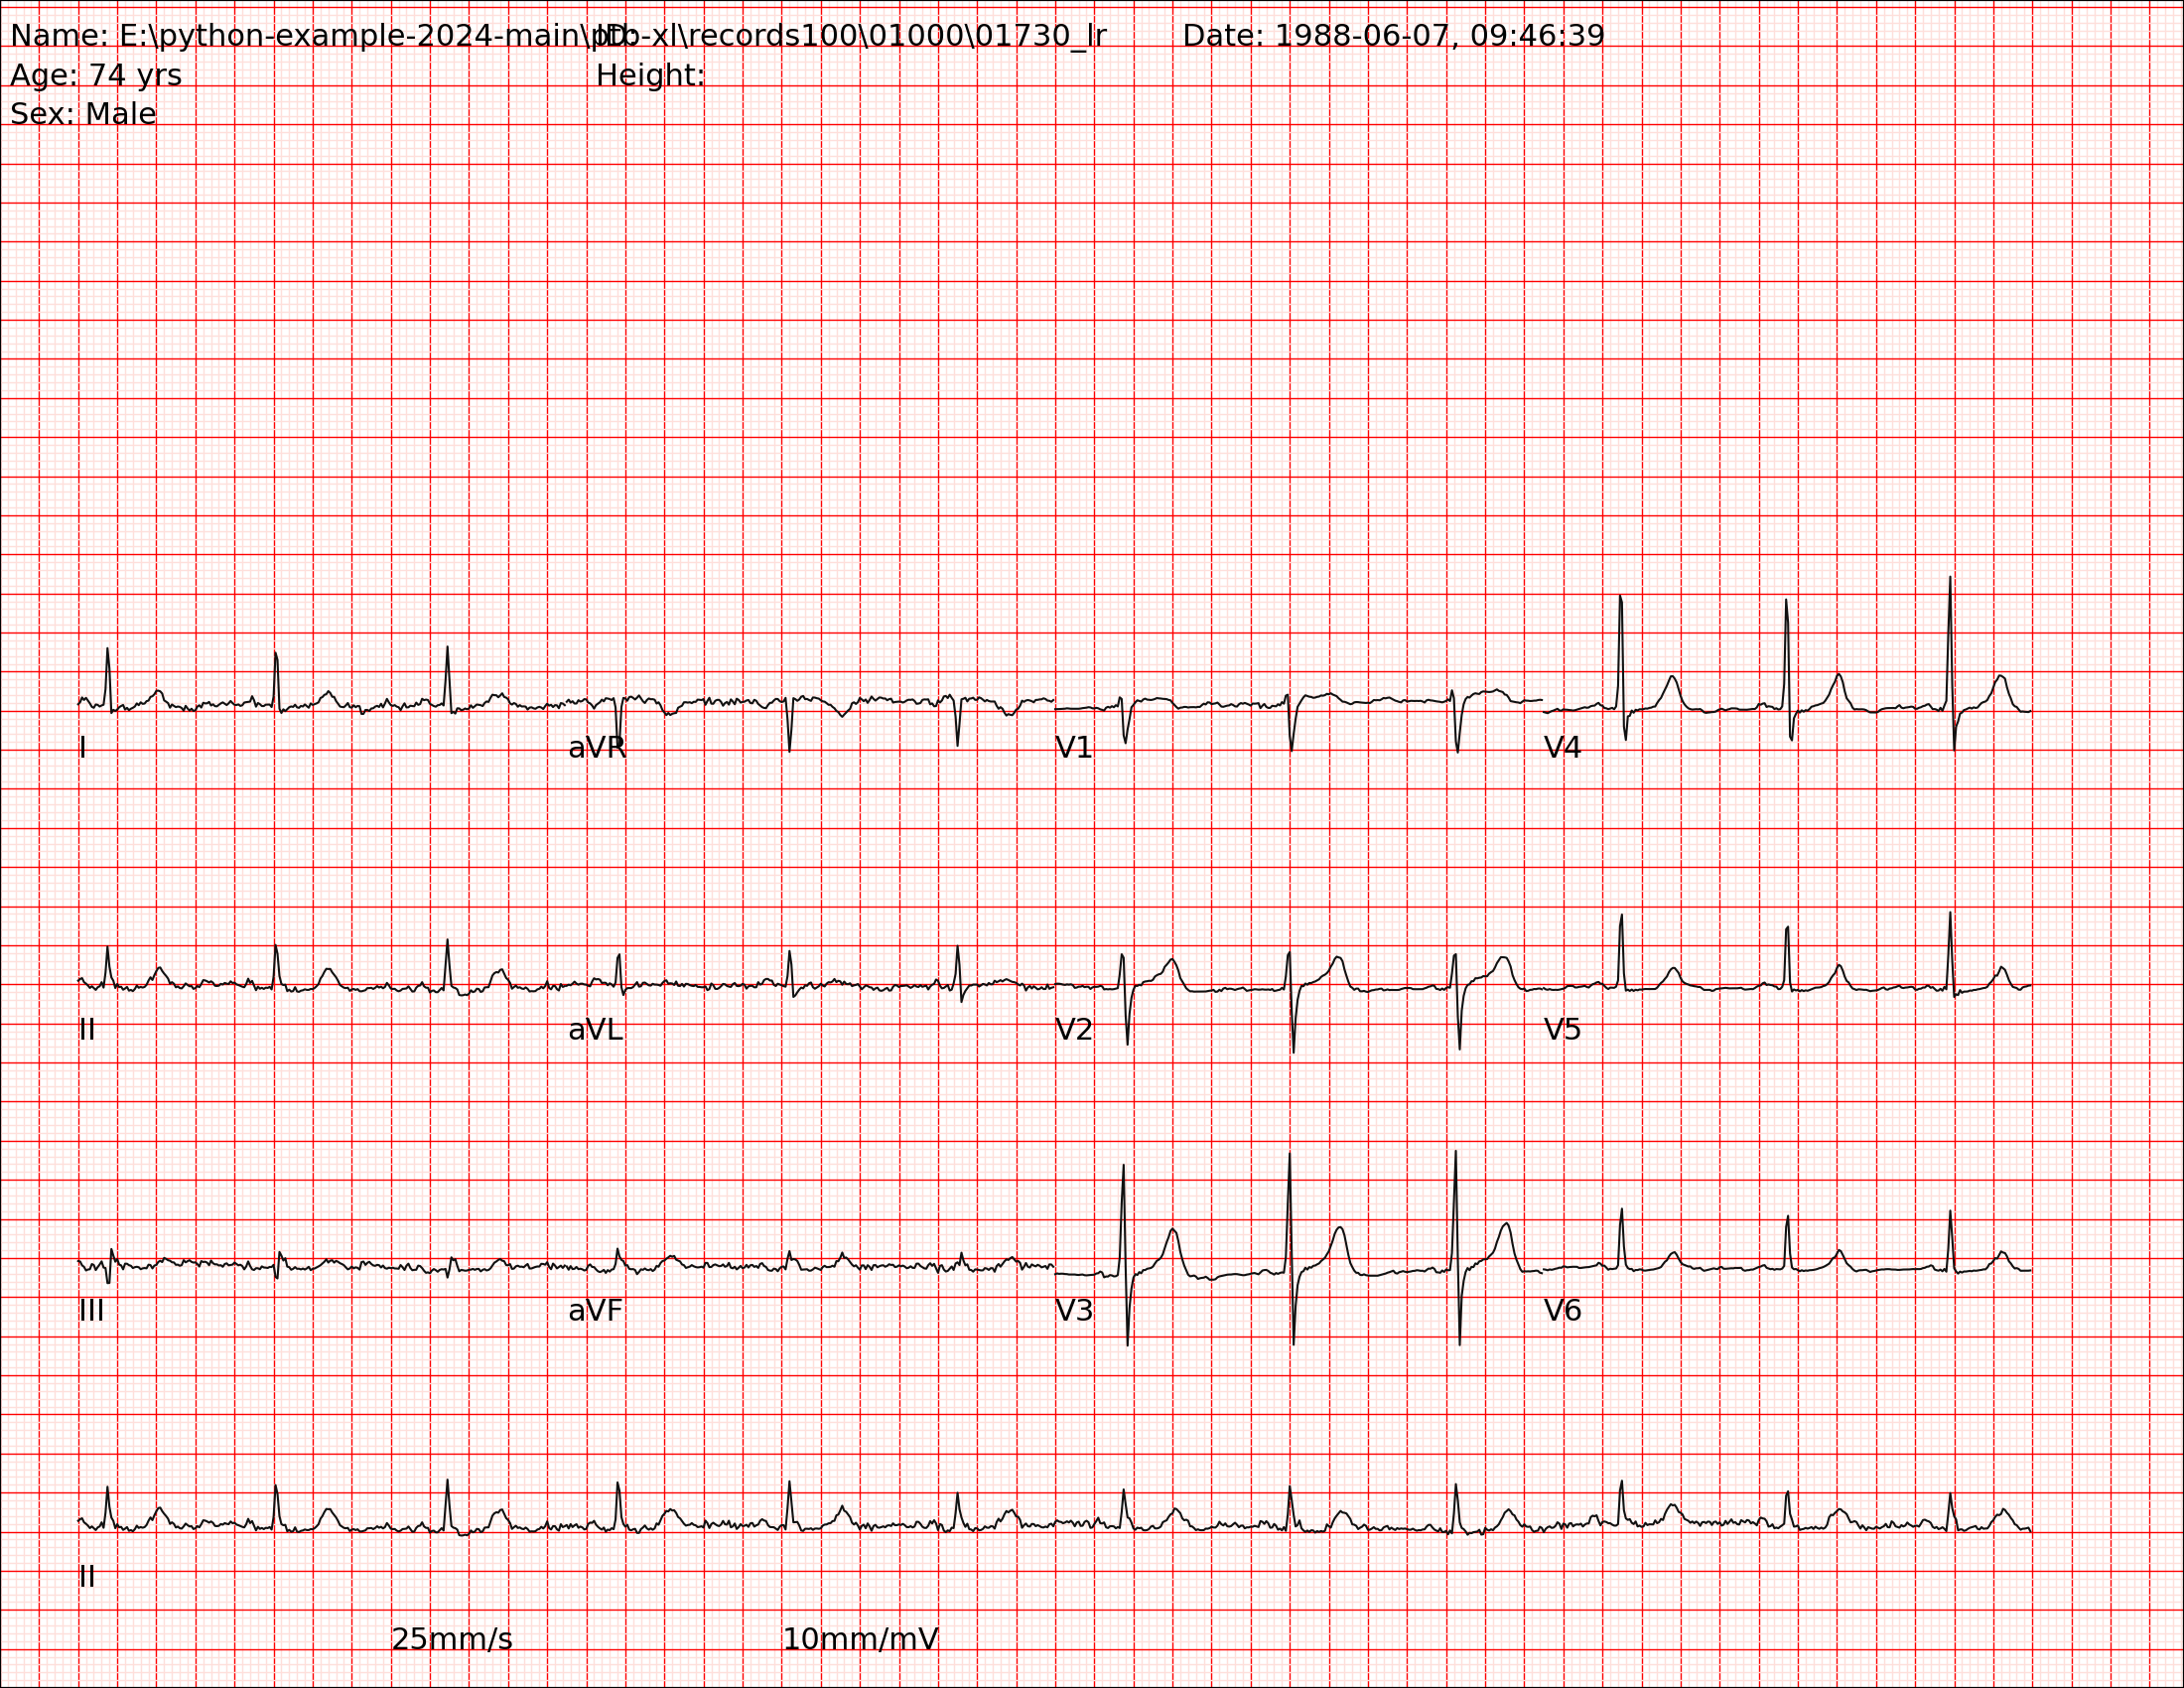 Name: E:\python-example-2024-main\ptb-xl\records100\01000\01730_lr ID: Date: 1988-06-07, 09:46:39
Age: 74 yrs Height:
Sex: Male
I aVR V1 V4
II aVL V2 V5
III aVF V3 V6
II
25mm/s 10mm/mV